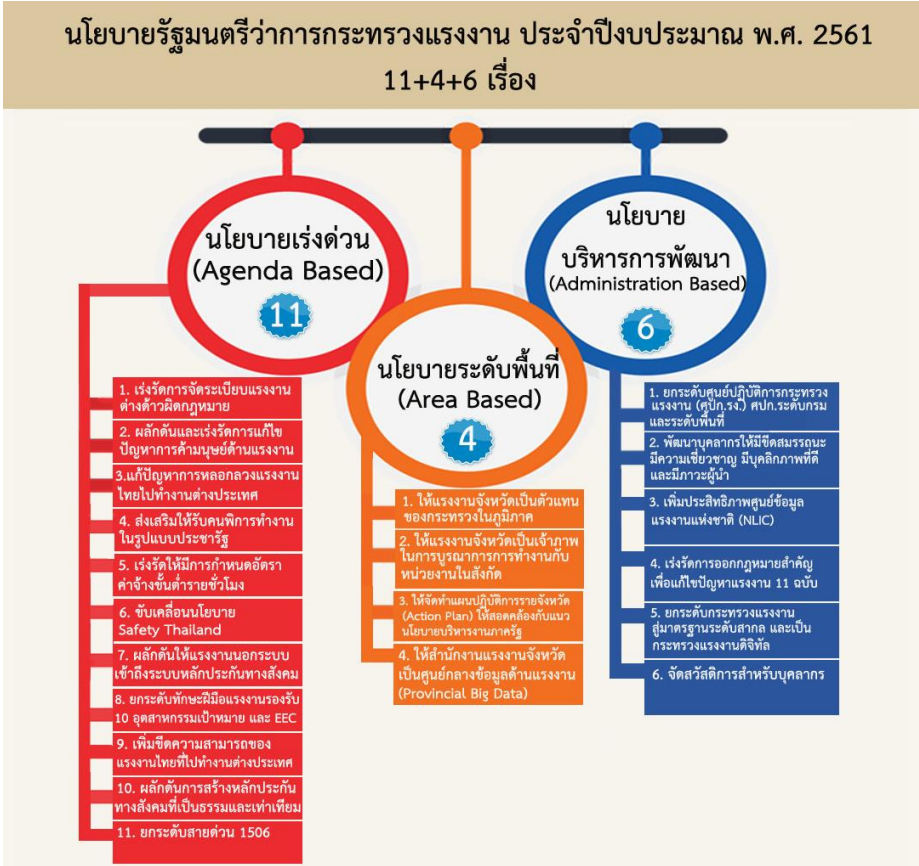 นโยบายรัฐมนตรีว่าการกระทรวงแรงงาน ประจำปีงบประมาณ พ.ศ. 2561
11+4+6 เรื่อง
นโยบายเร่งด่วน
(Agenda Based)
11
1. เร่งรัดการจัดระเบียบแรงงาน
ต่างด้าวผิดกฎหมาย
2. ผลักดันและเร่งรัดการแก้ไข
ปัญหาการค้ามนุษย์ด้านแรงงาน
3.แก้ปัญหาการหลอกลวงแรงงาน
ไทยไปทำงานต่างประเทศ
4. ส่งเสริมให้รับคนพิการทำงาน
ในรูปแบบประชารัฐ
5. เร่งรัดให้มีการกำหนดอัตรา
ค่าจ้างขั้นต่ำรายชั่วโมง
6. ขับเคลื่อนนโยบาย
Safety Thailand
7. ผลักดันให้แรงงานนอกระบบ
เข้าถึงระบบหลักประกันทางสังคม
8. ยกระดับทักษะฝีมือแรงงานรองรับ
10 อุตสาหกรรมเป้าหมาย และ EEC
9. เพิ่มขีดความสามารถของ
แรงงานไทยที่ไปทำงานต่างประเทศ
10. ผลักดันการสร้างหลักประกัน
ทางสังคมที่เป็นธรรมและเท่าเทียม
11. ยกระดับสายด่วน 1506
นโยบายระดับพื้นที่
(Area Based)
4
1. ให้แรงงานจังหวัดเป็นตัวแทน
ของกระทรวงในภูมิภาค
2. ให้แรงงานจังหวัดเป็นเจ้าภาพ
ในการบูรณาการการทำงานกับ
หน่วยงานในสังกัด
3. ให้จัดทำแผนปฏิบัติการรายจังหวัด
(Action Plan) ให้สอดคล้องกับแนว
นโยบายบริหารงานภาครัฐ
4. ให้สำนักงานแรงงานจังหวัด
เป็นศูนย์กลางข้อมูลด้านแรงงาน
(Provincial Big Data)
นโยบาย
บริหารการพัฒนา
(Administration Based)
6
1. ยกระดับศูนย์ปฏิบัติการกระทรวง
แรงงาน (ศปก.รง.) ศปก.ระดับกรม
และระดับพื้นที่
2. พัฒนาบุคลากรให้มีขีดสมรรถนะ
มีความเชี่ยวชาญ มีบุคลิกภาพที่ดี
และมีภาวะผู้นำ
3. เพิ่มประสิทธิภาพศูนย์ข้อมูล
แรงงานแห่งชาติ (NLIC)
4. เร่งรัดการออกกฎหมายสำคัญ
เพื่อแก้ไขปัญหาแรงงาน 11 ฉบับ
5. ยกระดับกระทรวงแรงงาน
สู่มาตรฐานระดับสากล และเป็น
กระทรวงแรงงานดิจิทัล
6. จัดสวัสดิการสำหรับบุคลากร